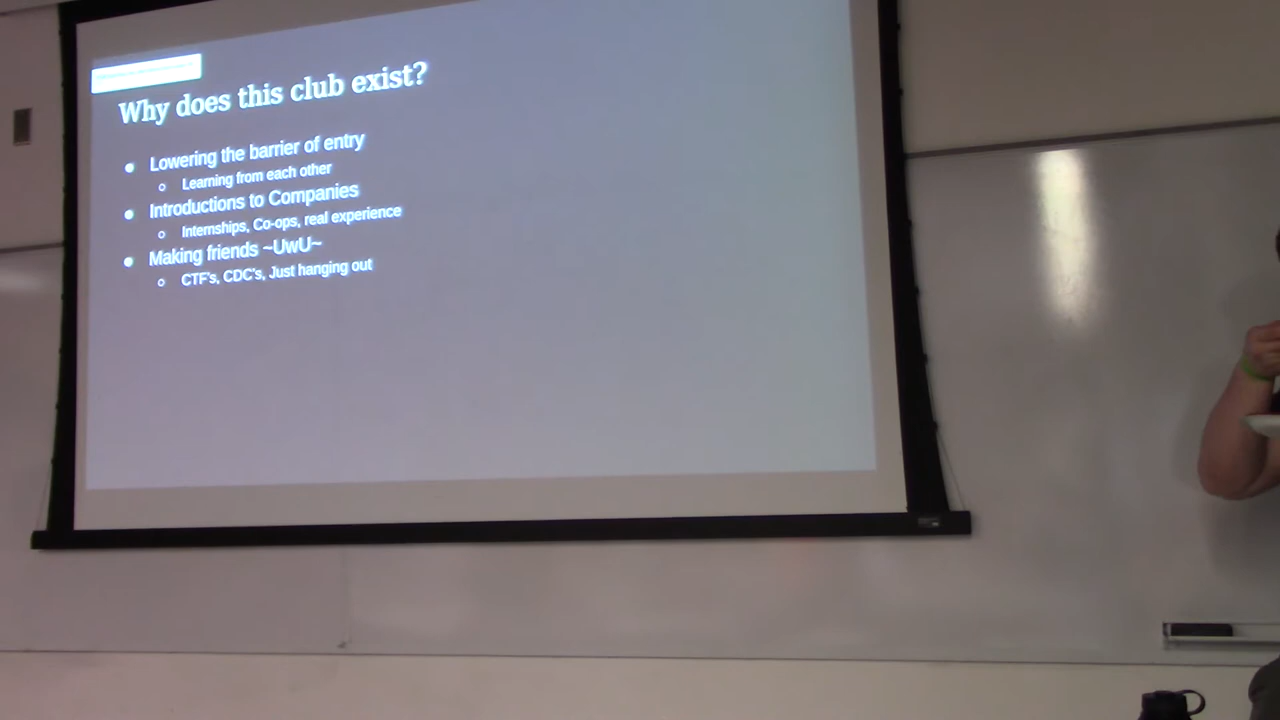 Why does this club exist?
● Lowering the barrier of entry
○ Learning from each other
● Introductions to Companies
○ Internships, Co-ops, real experience
● Making friends ~UwU~
○ CTF's, CDC's, Just hanging out